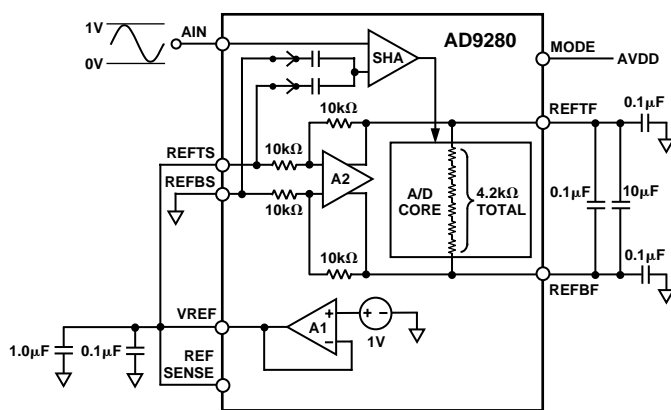 1V
0V
AIN
SHA
AD9280
MODE
AVDD
10kΩ
REFTF
0.1µF
REFTS
10kΩ
REFBS
A2
10kΩ
A/D
CORE
4.2kΩ
TOTAL
0.1µF
10µF
10kΩ
0.1µF
REFBF
VREF
A1
+
−
+ −
1V
1.0µF
0.1µF
REF
SENSE